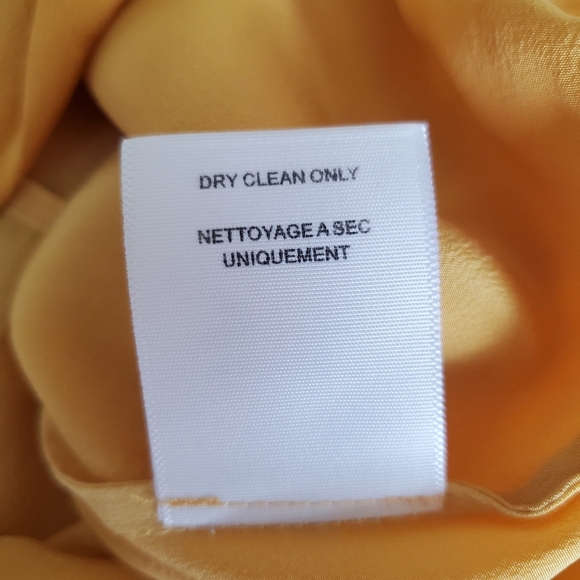 DRY CLEAN ONLY
NETTOYAGE A SEC
UNIQUEMENT